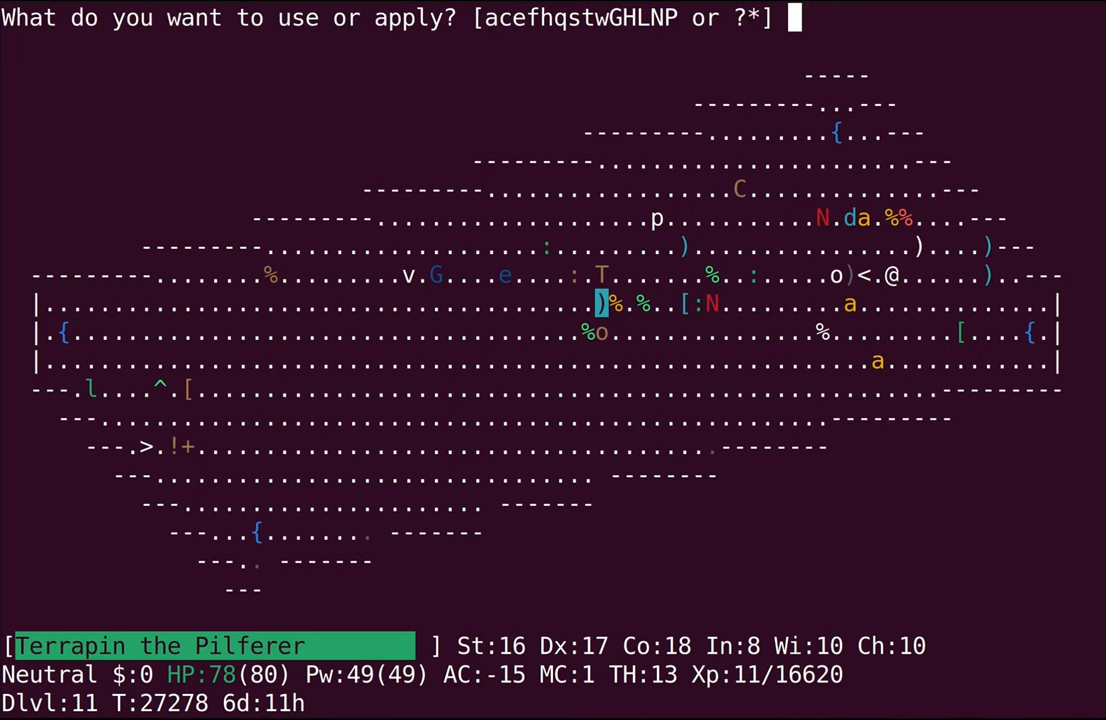 What do you want to use or apply? [acefhqstwGHLNP or ?*]
-----
---------...---
---------.........{...---
---------.......................---
---------..................C..............---
---------....................p...........N.da.%%....---
---------....................:.........)................)....)---
---------........%.........v.G....e....:.T.......%..:.....o)<.@......)..---
|........................................)%.%..[:N.........a..............|
|.{.....................................%o...............%.........[....{.|
|............................................................a............|
---.l....^.[......................................................---------
---.....................................................---------
---.>.!+......................................--------
---................................ --------
---...................... -------
---...{........ -------
---.. -------
---
[Terrapin the Pilferer ] St:16 Dx:17 Co:18 In:8 Wi:10 Ch:10
Neutral $:0 HP:78(80) Pw:49(49) AC:-15 MC:1 TH:13 Xp:11/16620
Dlvl:11 T:27278 6d:11h